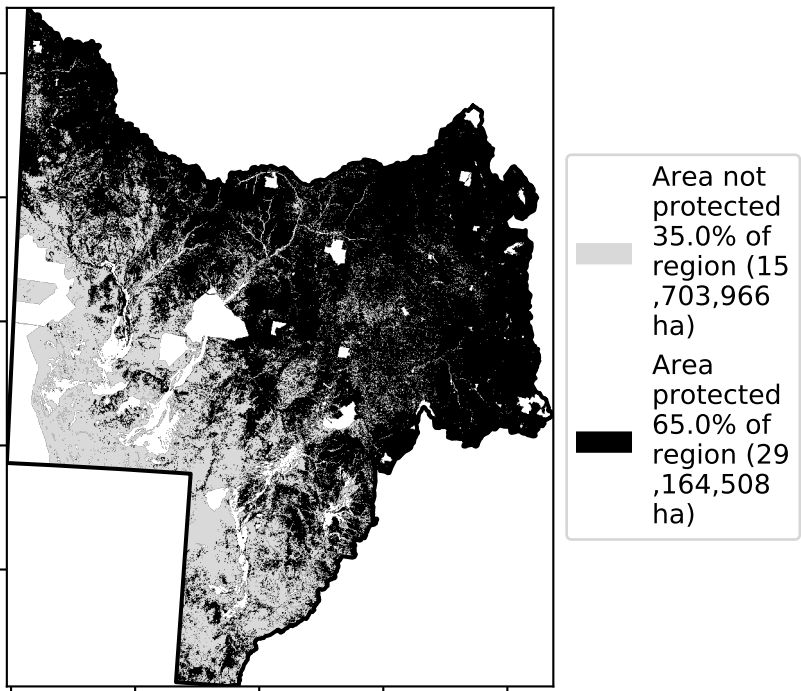 Area not
protected
35.0% of
region (15
,703,966
ha)
Area
protected
65.0% of
region (29
,164,508
ha)